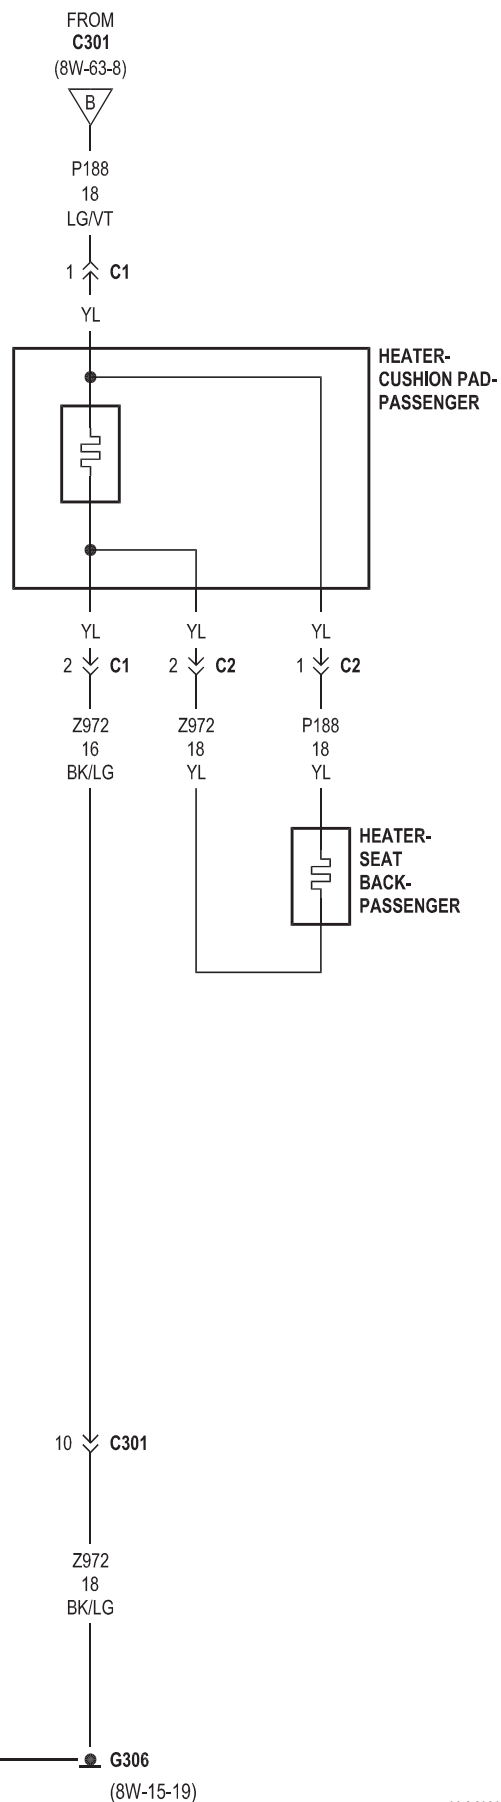 FROM
C301
(8W-63-8)
B
P188
18
LG/VT
1 C1
YL
HEATER-
CUSHION PAD-
PASSENGER
YL YL YL
2 C1 2 C2 1 C2
Z972 Z972 P188
16 18 18
BK/LG YL YL
HEATER-
SEAT
BACK-
PASSENGER
10 C301
Z972
18
BK/LG
G306
(8W-15-19)